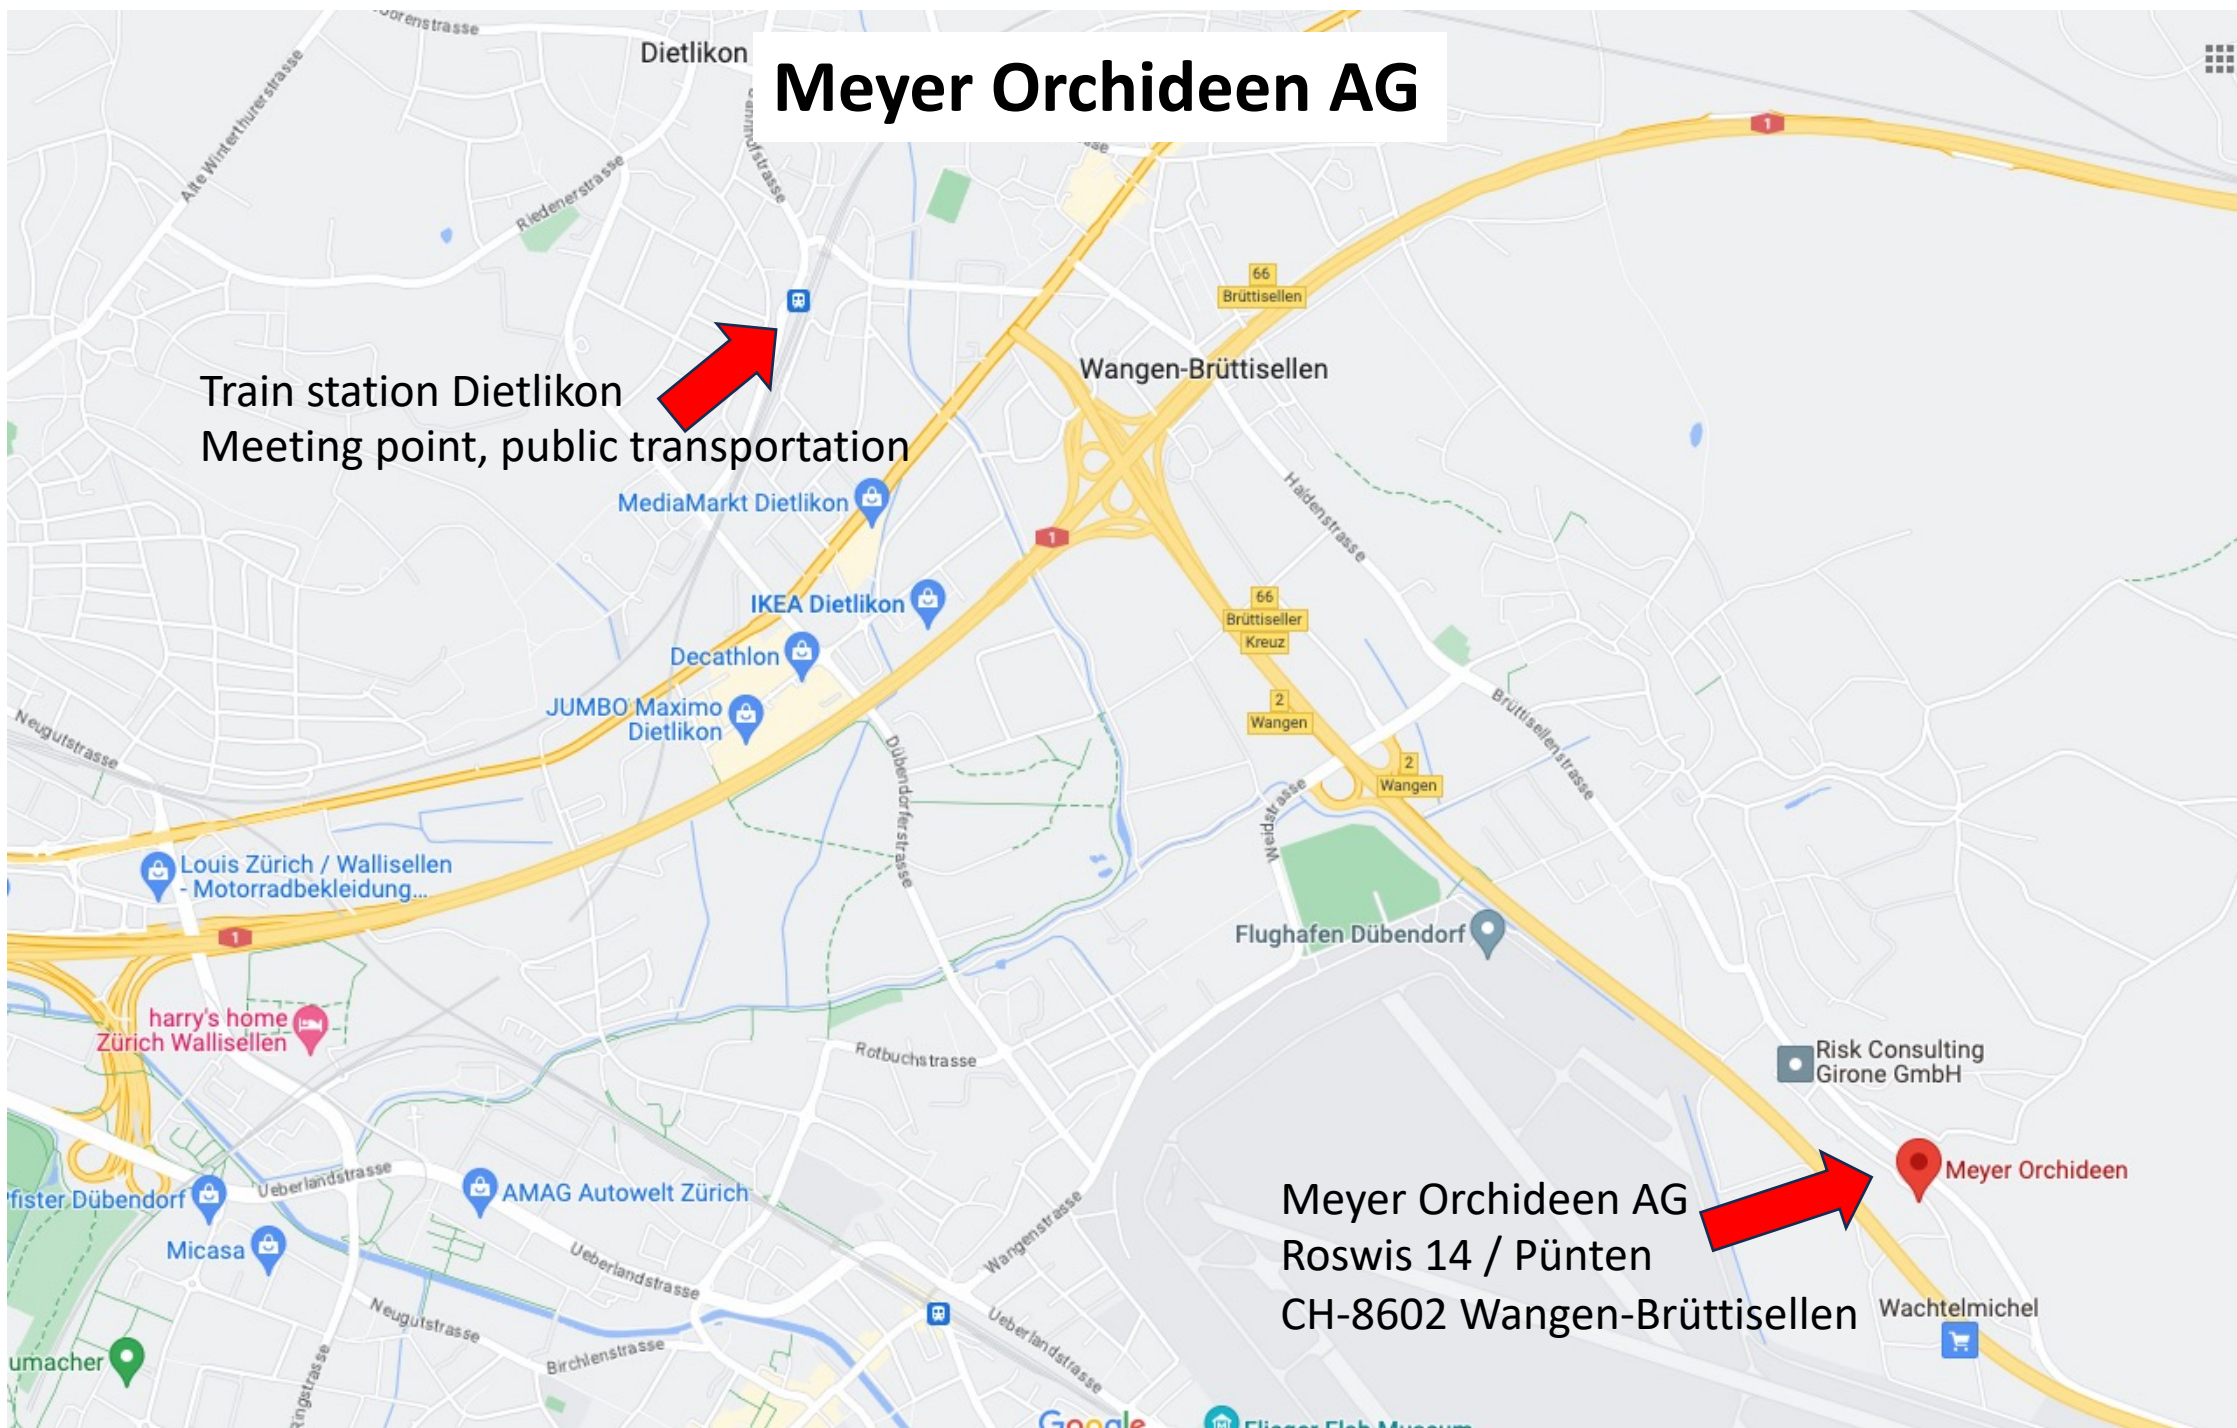 Dietlikon
Meyer Orchideen AG
Alte Winterthurerstrasse
Riedenerstrasse
1
66
Brüttisellen
Wangen-Brüttisellen
Train station Dietlikon
Meeting point, public transportation
MediaMarkt Dietlikon
Haldenstrasse
1
IKEA Dietlikon
66
Brüttiseller
Kreuz
Decathlon
JUMBO Maximo
Dietlikon
2
Wangen
Brüttisellenstrasse
Neugutstrasse
Dübendorferstrasse
2
Wangen
Weidstrasse
Louis Zürich / Wallisellen
- Motorradbekleidung...
1
Flughafen Dübendorf
harry's home
Zürich Wallisellen
Rotbuchstrasse
Risk Consulting
Girone GmbH
Ueberlandstrasse
Meyer Orchideen
fister Dübendorf
AMAG Autowelt Zürich
Meyer Orchideen AG
Roswis 14 / Pünten
CH-8602 Wangen-Brüttisellen
Micasa
Ueberlandstrasse
Wangenstrasse
Wachtelmichel
Neugutstrasse
Ueberlandstrasse
Birchlenstrasse
umacher
Ringstrasse
Google